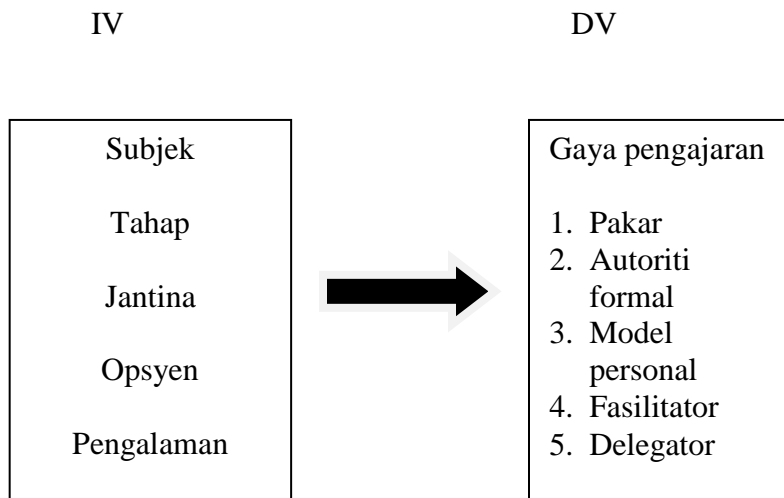 IV
DV
Subjek
Tahap
Jantina
Opsyen
Pengalaman
Gaya pengajaran
1. Pakar
2. Autoriti
formal
3. Model
personal
4. Fasilitator
5. Delegator